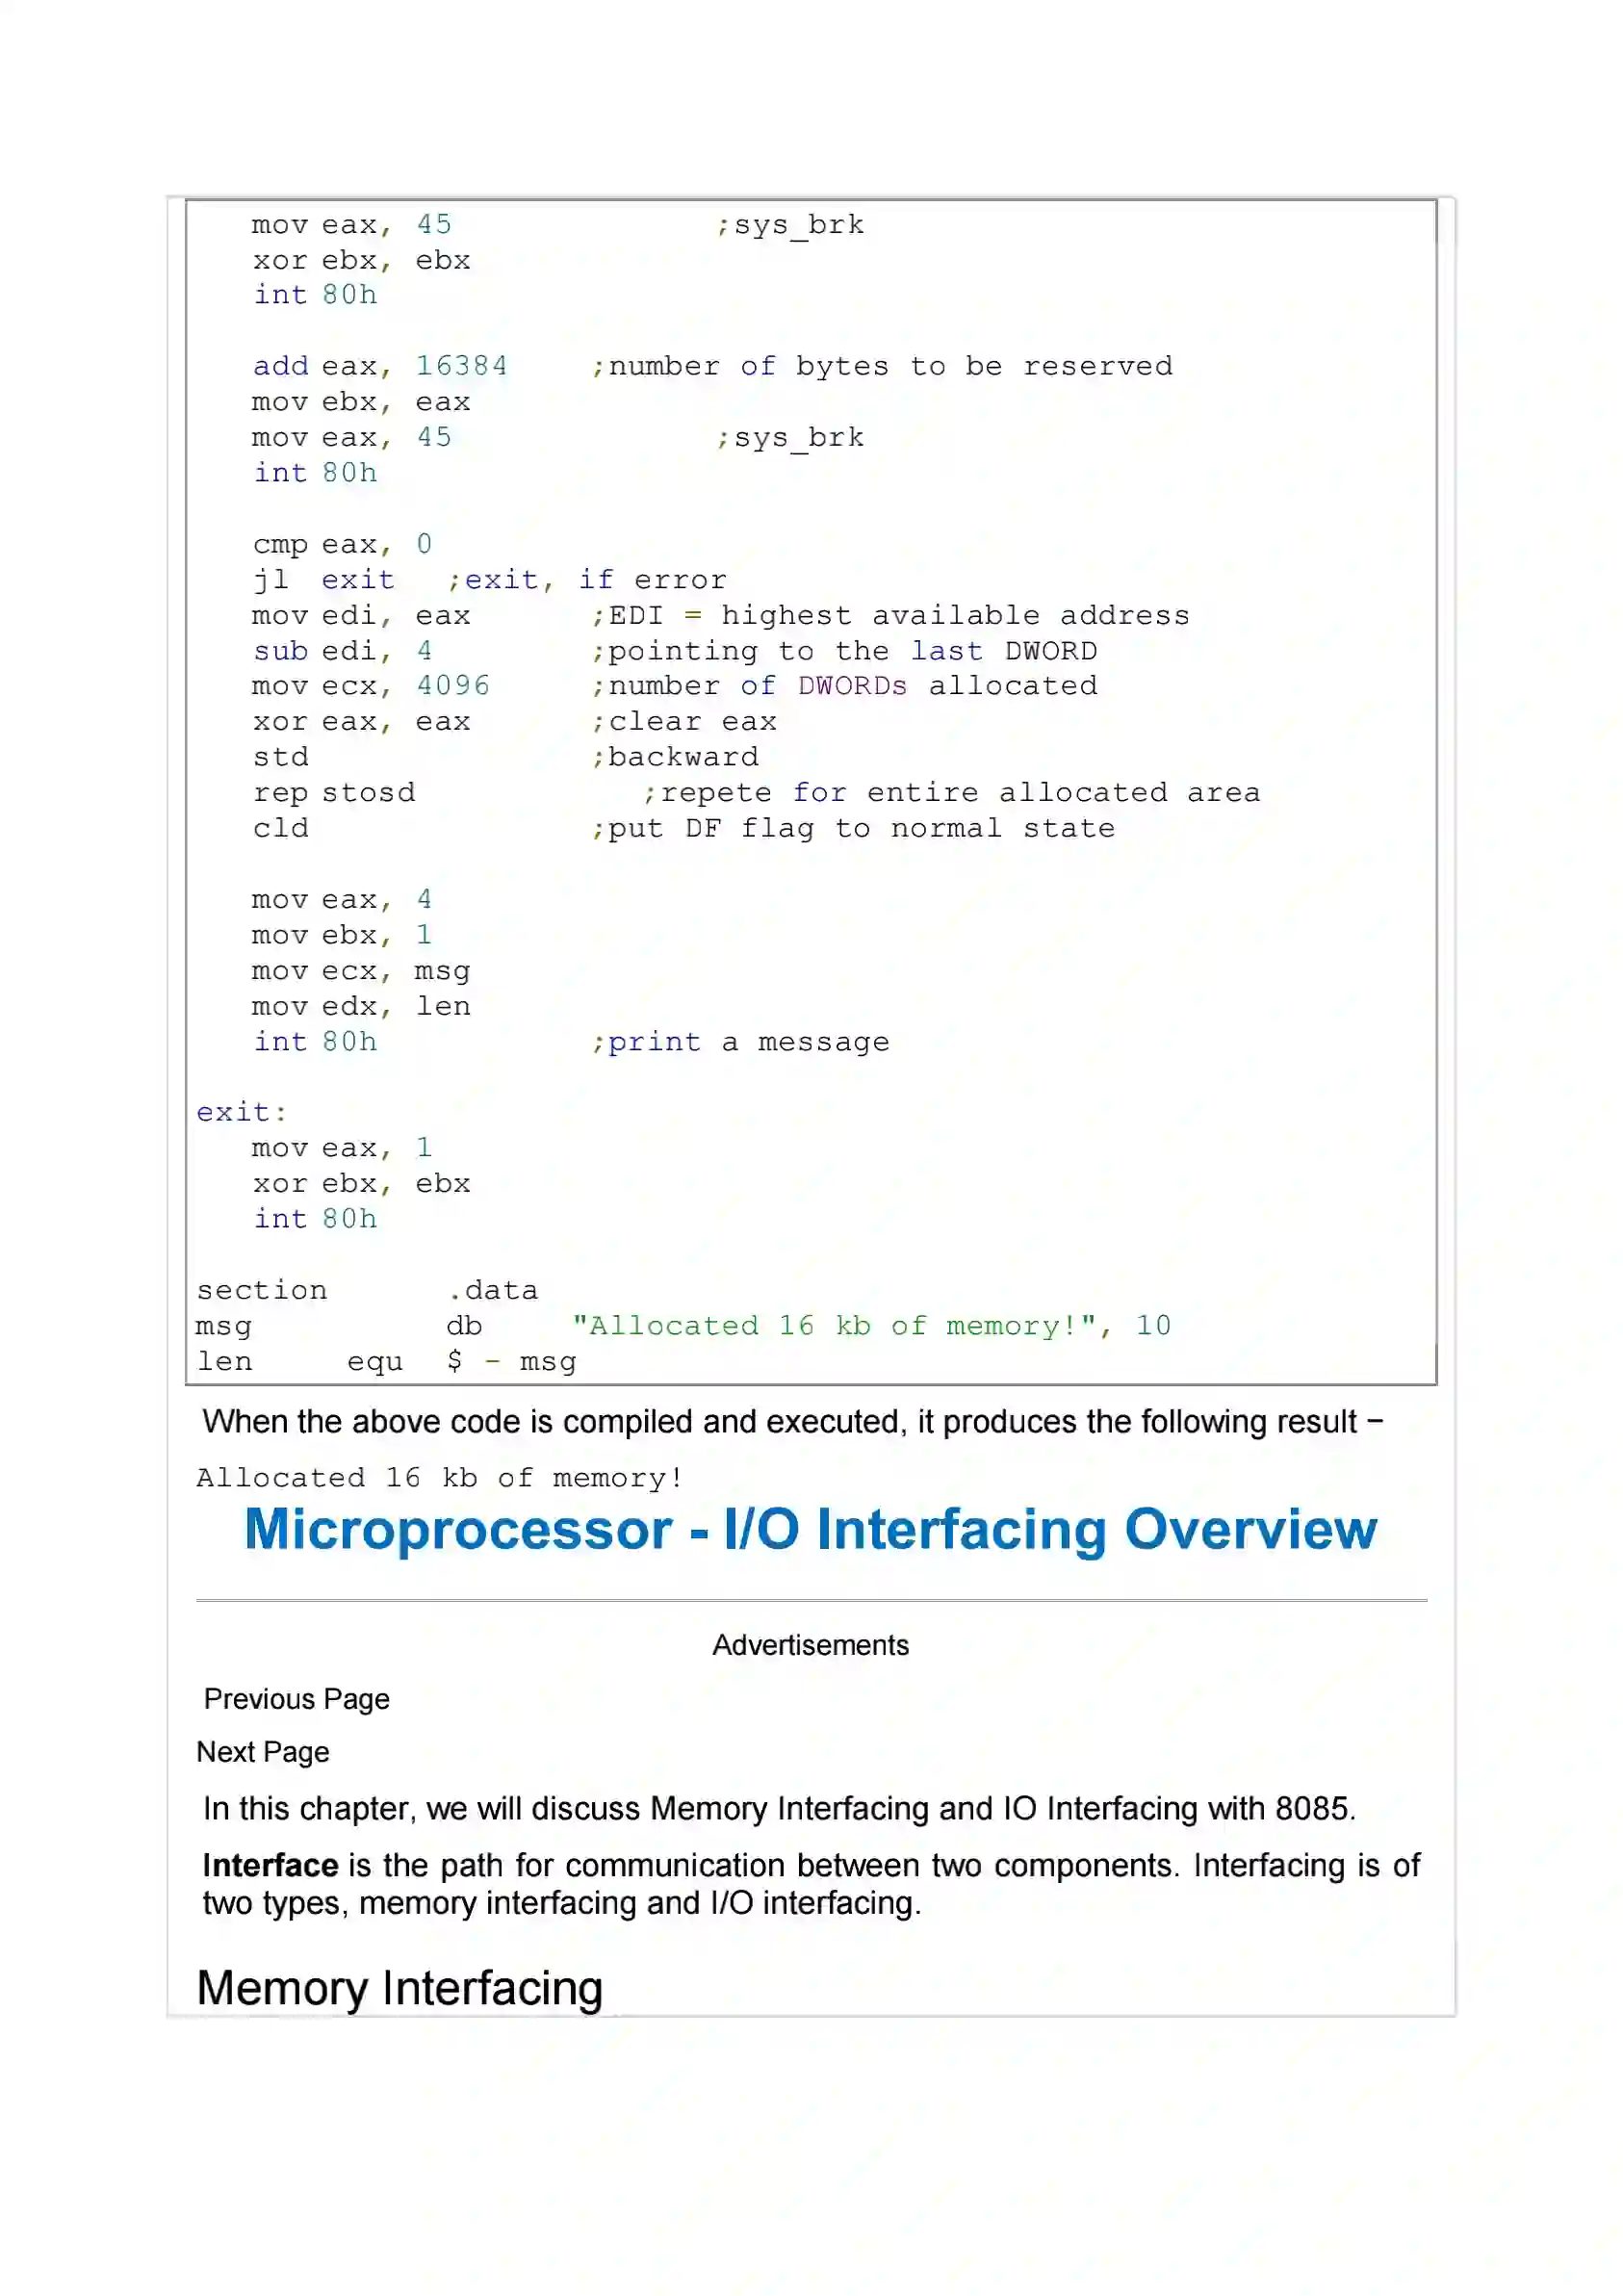 mov eax, 45 ;sys_brk
xor ebx, ebx
int 80h
add eax, 16384 ;number of bytes to be reserved
mov ebx, eax
mov eax, 45 ;sys_brk
int 80h
cmp eax, 0
jl exit ;exit, if error
mov edi, eax ;EDI = highest available address
sub edi, 4 ;pointing to the last DWORD
mov ecx, 4096 ;number of DWORDs allocated
xor eax, eax ;clear eax
std ;backward
rep stosd ;repete for entire allocated area
cld ;put DF flag to normal state
mov eax, 4
mov ebx, 1
mov ecx, msg
mov edx, len
int 80h ;print a message
exit:
mov eax, 1
xor ebx, ebx
int 80h
section .data
msg db "Allocated 16 kb of memory!", 10
len equ $ - msg
When the above code is compiled and executed, it produces the following result −
Allocated 16 kb of memory!
Microprocessor - I/O Interfacing Overview
Advertisements
Previous Page
Next Page
In this chapter, we will discuss Memory Interfacing and IO Interfacing with 8085.
Interface is the path for communication between two components. Interfacing is of
two types, memory interfacing and I/O interfacing.
Memory Interfacing